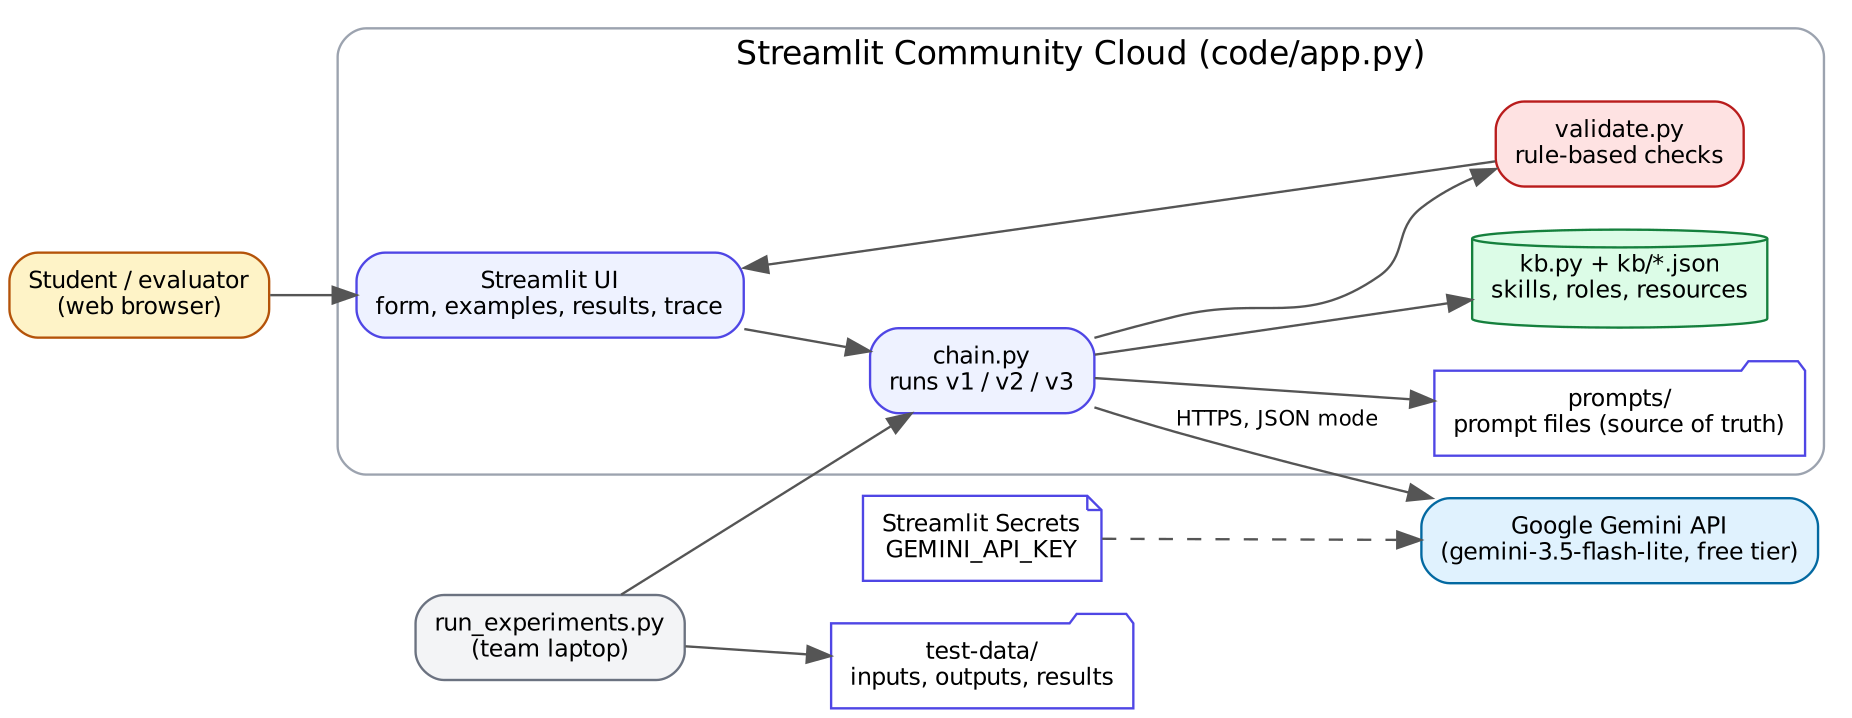 Streamlit Community Cloud (code/app.py)
validate.py
rule-based checks
Student / evaluator
(web browser)
Streamlit UI
form, examples, results, trace
kb.py + kb/*.json
skills, roles, resources
chain.py
runs v1 / v2 / v3
prompts/
prompt files (source of truth)
HTTPS, JSON mode
Streamlit Secrets
GEMINI_API_KEY
Google Gemini API
(gemini-3.5-flash-lite, free tier)
run_experiments.py
(team laptop)
test-data/
inputs, outputs, results